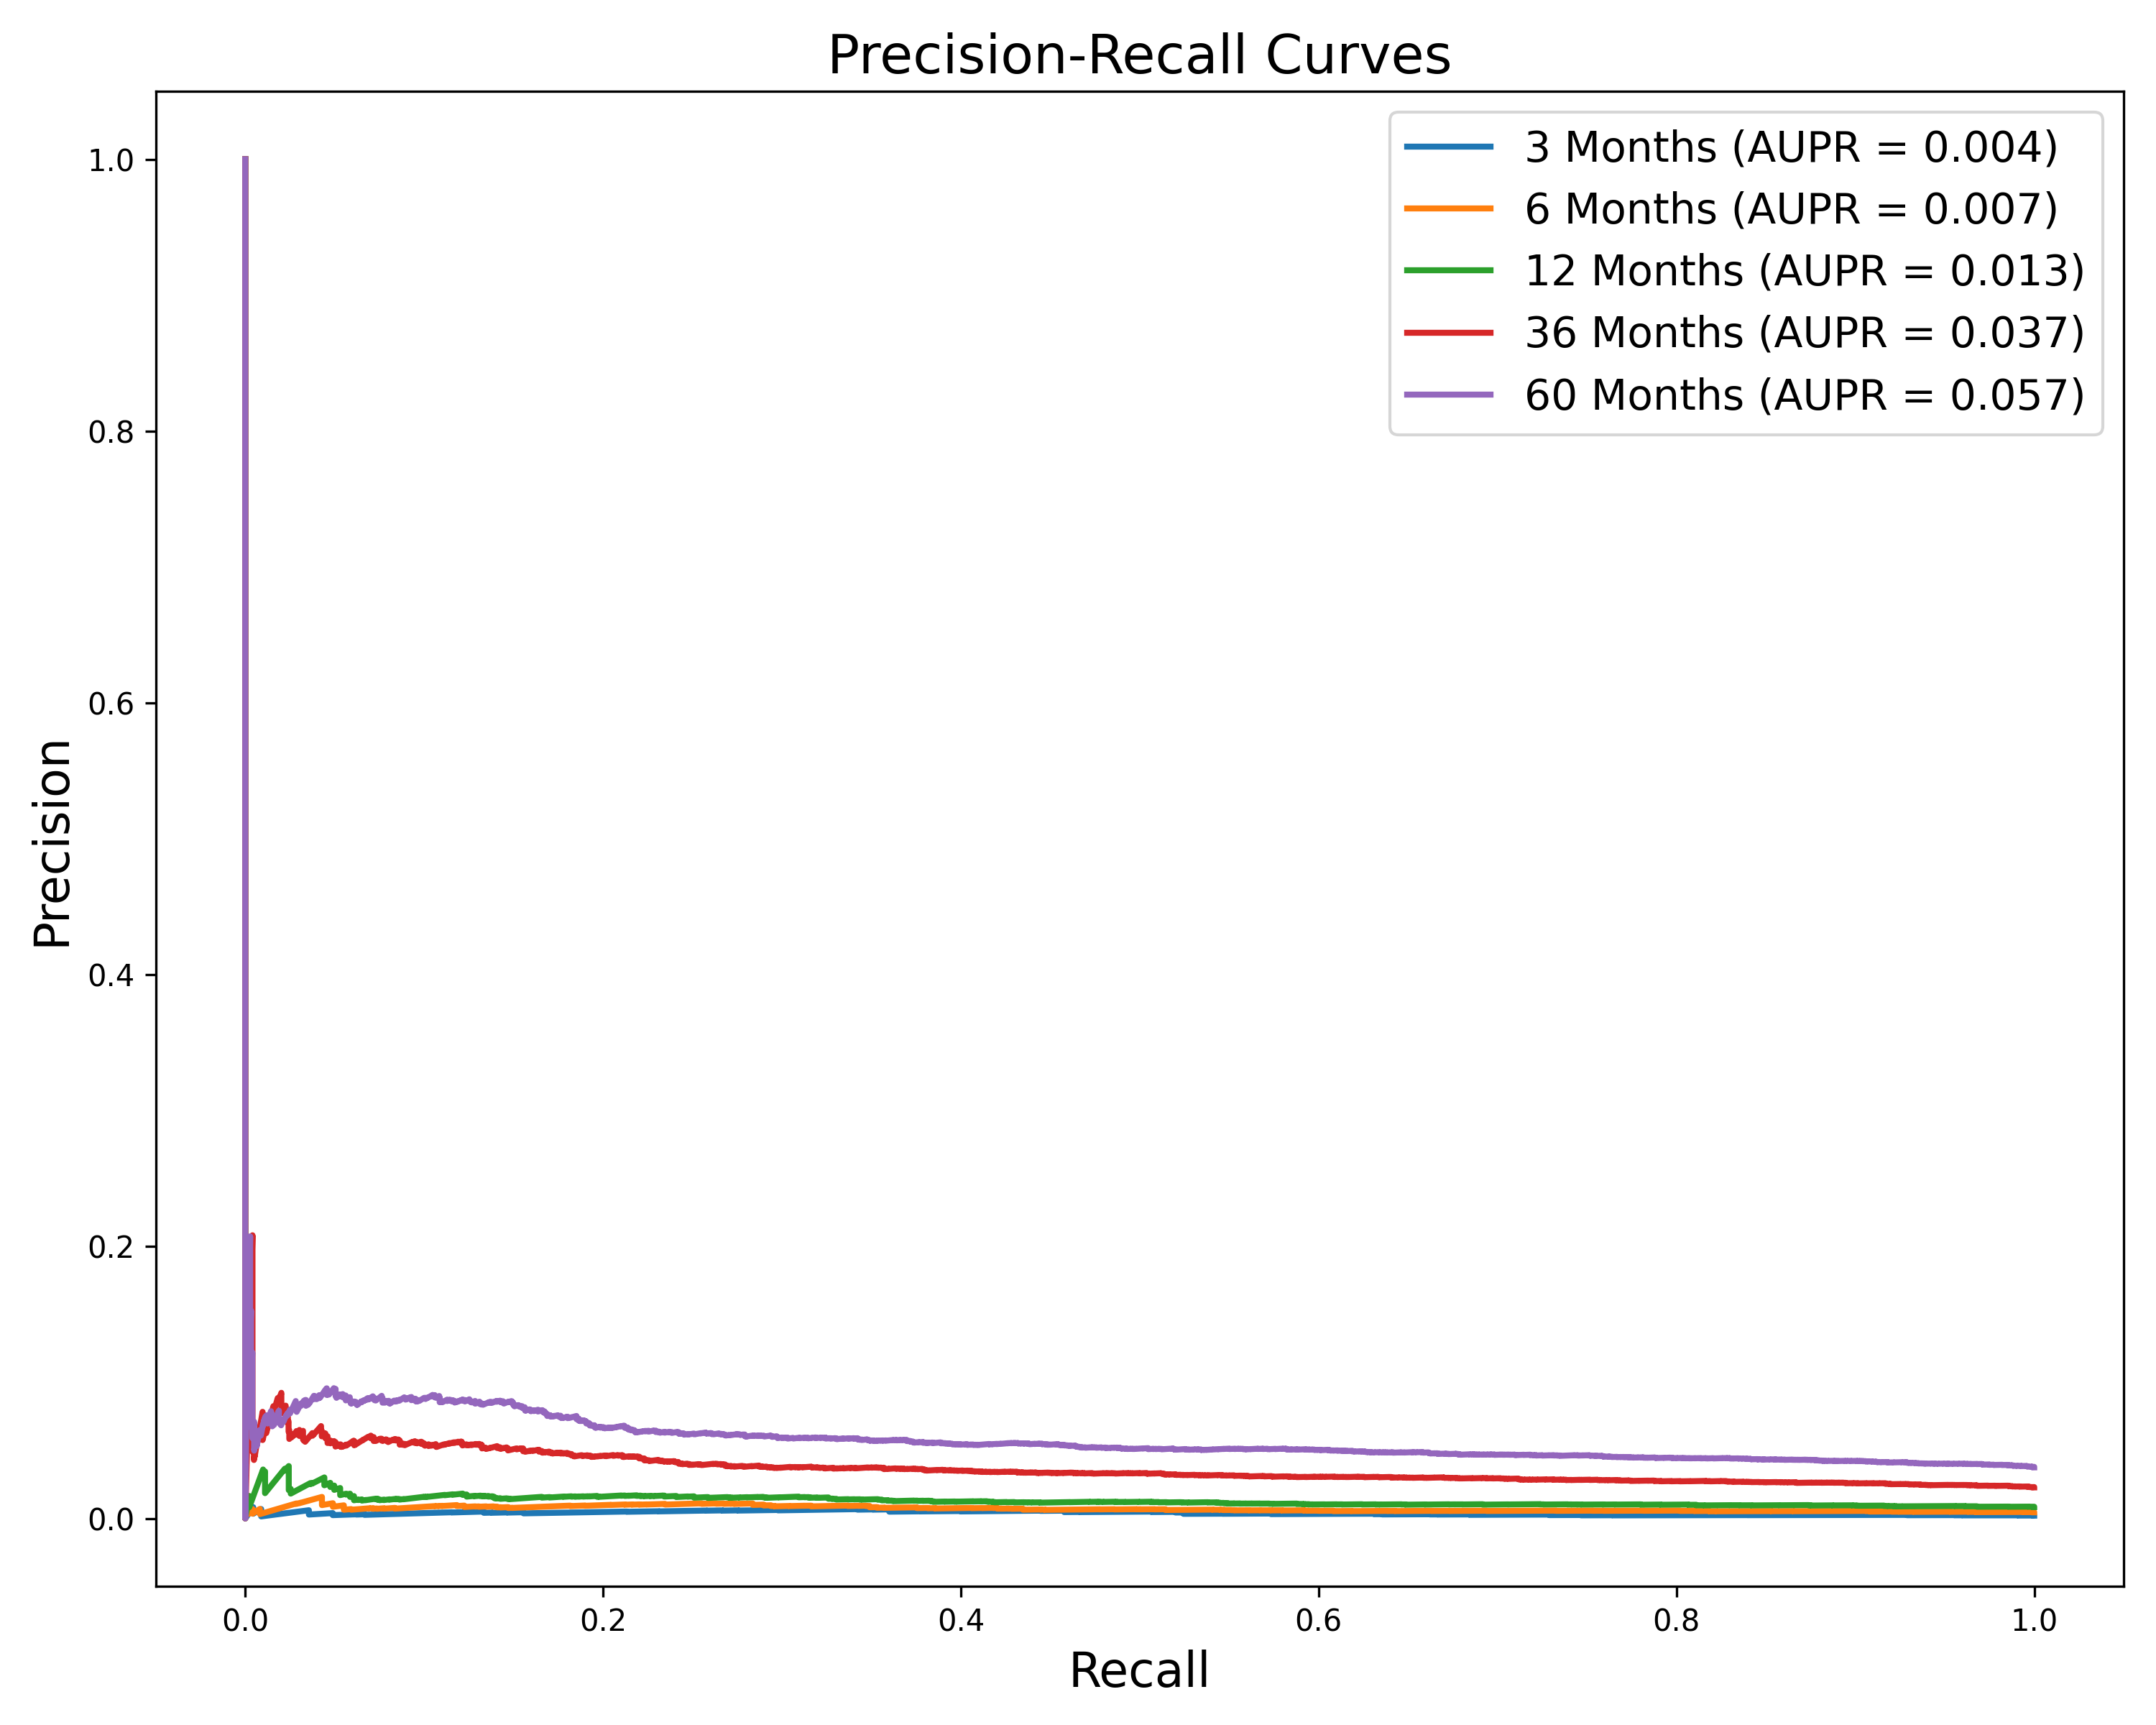 Precision-Recall Curves
3 Months (AUPR = 0.004)
6 Months (AUPR = 0.007)
12 Months (AUPR = 0.013)
36 Months (AUPR = 0.037)
60 Months (AUPR = 0.057)
Precision
1.0
0.8
0.6
0.4
0.2
0.0
0.0 0.2 0.4 0.6 0.8 1.0
Recall